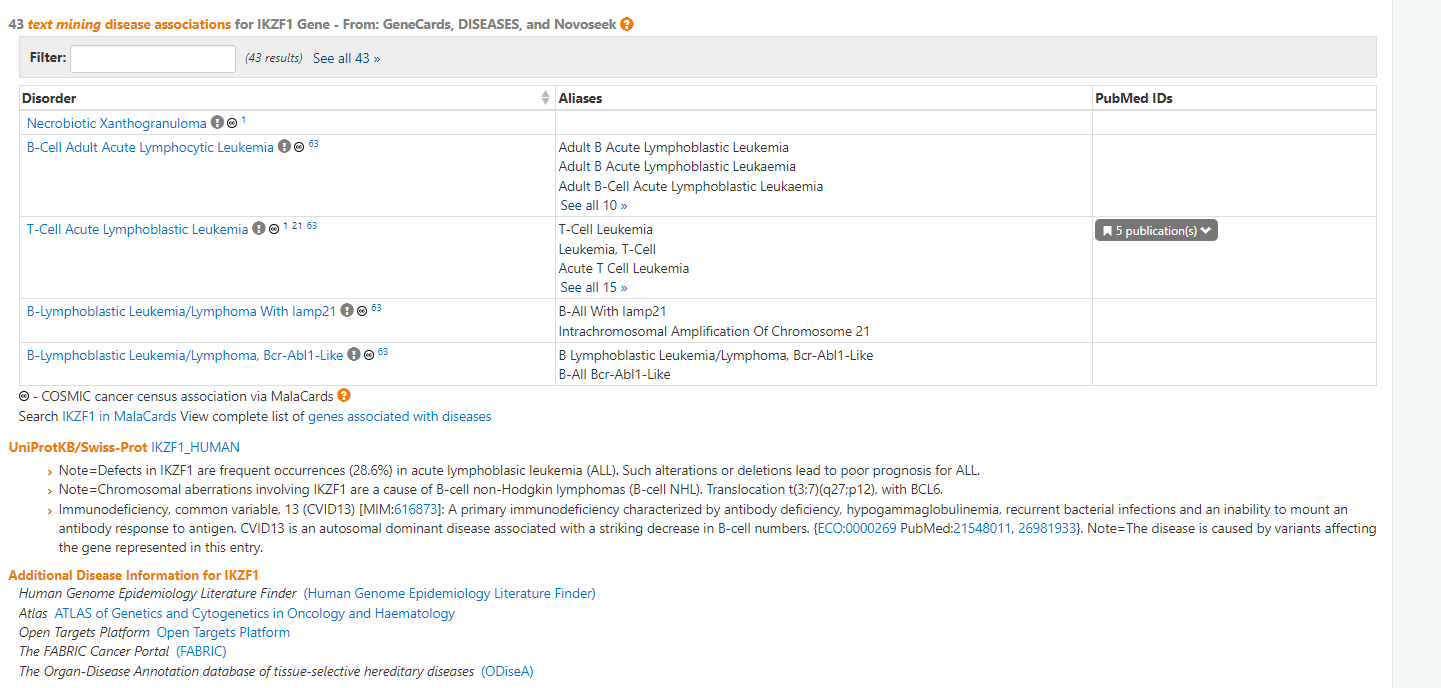 43 text mining disease associations for IKZF1 Gene - From: GeneCards, DISEASES, and Novoseek
Filter: (43 results) See all 43 »
Disorder Aliases PubMed IDs
Necrobiotic Xanthogranuloma 1
B-Cell Adult Acute Lymphocytic Leukemia 63
Adult B Acute Lymphoblastic Leukemia
Adult B Acute Lymphoblastic Leukaemia
Adult B-Cell Acute Lymphoblastic Leukaemia
See all 10 »
T-Cell Acute Lymphoblastic Leukemia 1 21 63
T-Cell Leukemia
Leukemia, T-Cell
Acute T Cell Leukemia
See all 15 »
5 publication(s)
B-Lymphoblastic Leukemia/Lymphoma With Iamp21 63
B-All With Iamp21
Intrachromosomal Amplification Of Chromosome 21
B-Lymphoblastic Leukemia/Lymphoma, Bcr-Abl1-Like 63
B Lymphoblastic Leukemia/Lymphoma, Bcr-Abl1-Like
B-All Bcr-Abl1-Like
- COSMIC cancer census association via MalaCards
Search IKZF1 in MalaCards View complete list of genes associated with diseases
UniProtKB/Swiss-Prot IKZF1_HUMAN
Note=Defects in IKZF1 are frequent occurrences (28.6%) in acute lymphoblasic leukemia (ALL). Such alterations or deletions lead to poor prognosis for ALL.
Note=Chromosomal aberrations involving IKZF1 are a cause of B-cell non-Hodgkin lymphomas (B-cell NHL). Translocation t(3;7)(q27;p12), with BCL6.
Immunodeficiency, common variable, 13 (CVID13) [MIM:616873]: A primary immunodeficiency characterized by antibody deficiency, hypogammaglobulinemia, recurrent bacterial infections and an inability to mount an
antibody response to antigen. CVID13 is an autosomal dominant disease associated with a striking decrease in B-cell numbers. {ECO:0000269 PubMed:21548011, 26981933}. Note=The disease is caused by variants affecting
the gene represented in this entry.
Additional Disease Information for IKZF1
Human Genome Epidemiology Literature Finder (Human Genome Epidemiology Literature Finder)
Atlas ATLAS of Genetics and Cytogenetics in Oncology and Haematology
Open Targets Platform Open Targets Platform
The FABRIC Cancer Portal (FABRIC)
The Organ-Disease Annotation database of tissue-selective hereditary diseases (ODiseA)